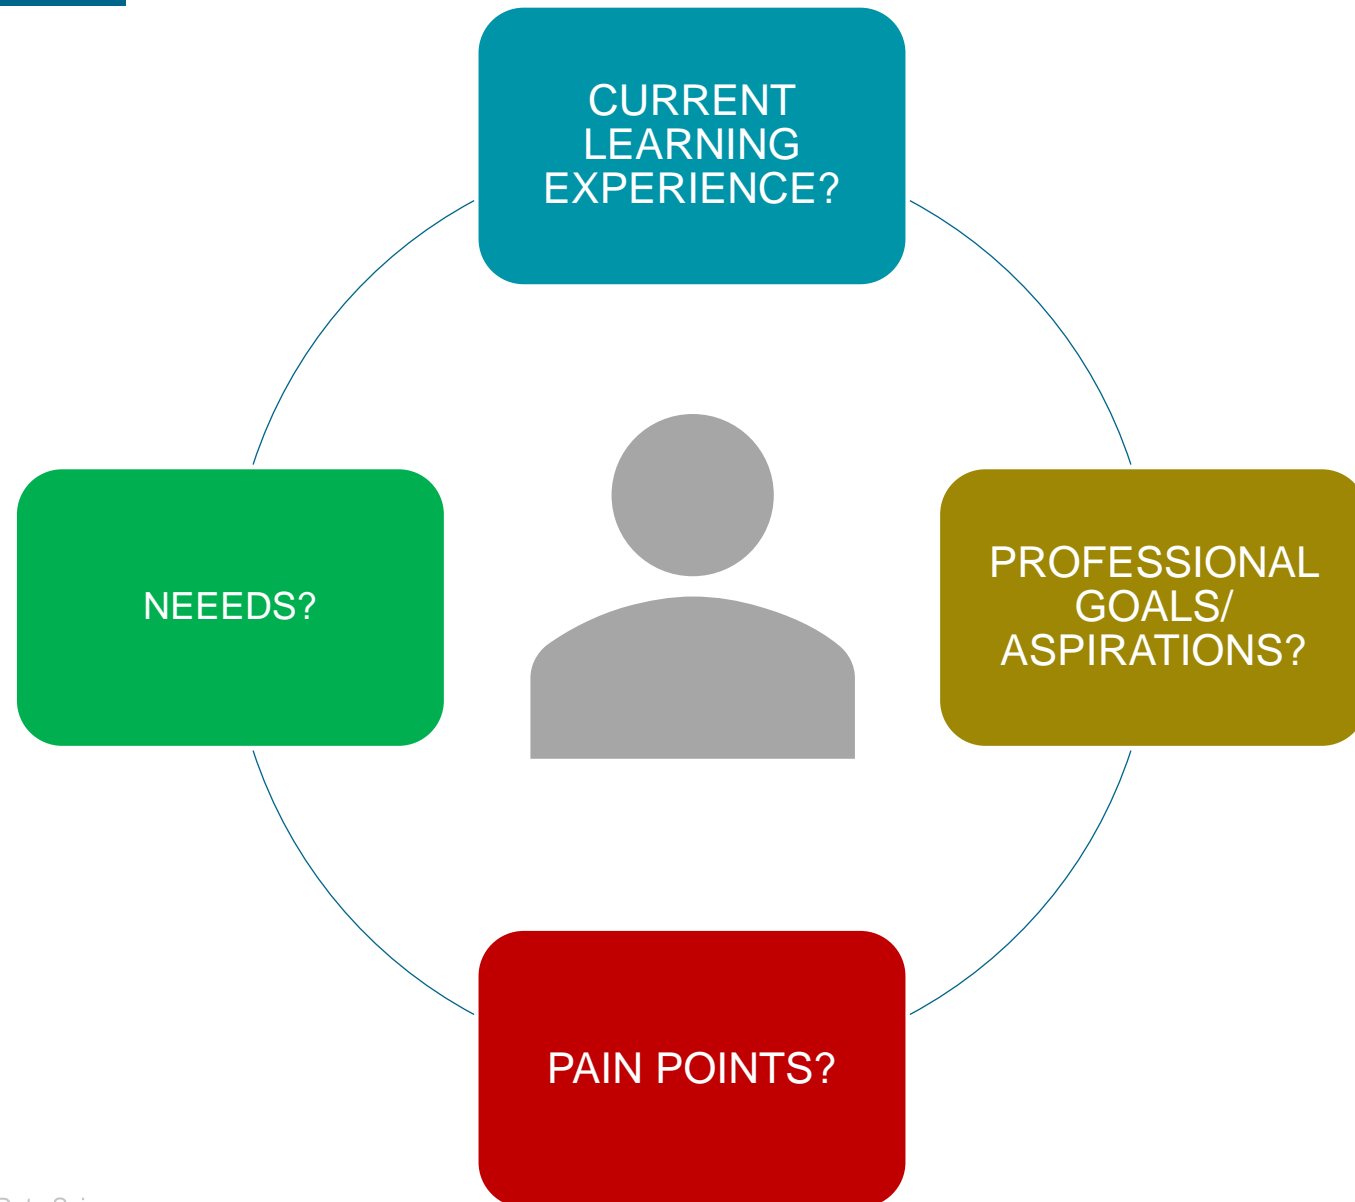 CURRENT
LEARNING
EXPERIENCE?
NEEEDS?
PROFESSIONAL
GOALS/
ASPIRATIONS?
PAIN POINTS?